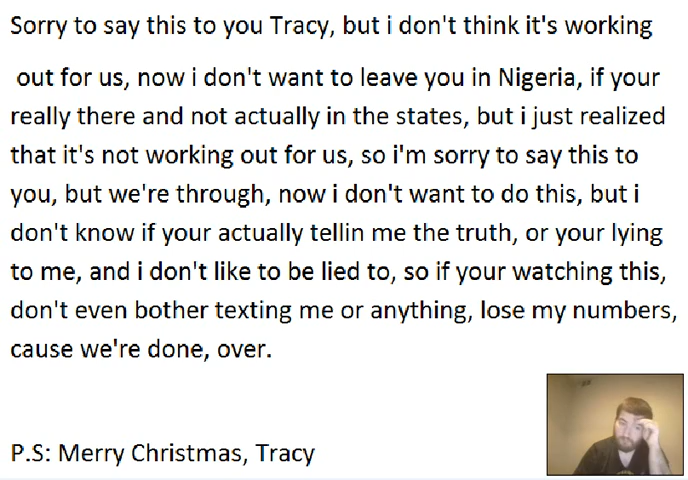 Sorry to say this to you Tracy, but i don't think it's working
out for us, now i don't want to leave you in Nigeria, if your
really there and not actually in the states, but i just realized
that it's not working out for us, so i'm sorry to say this to
you, but we're through, now i don't want to do this, but i
don't know if your actually tellin me the truth, or your lying
to me, and i don't like to be lied to, so if your watching this,
don't even bother texting me or anything, lose my numbers,
cause we're done, over.
P.S: Merry Christmas, Tracy